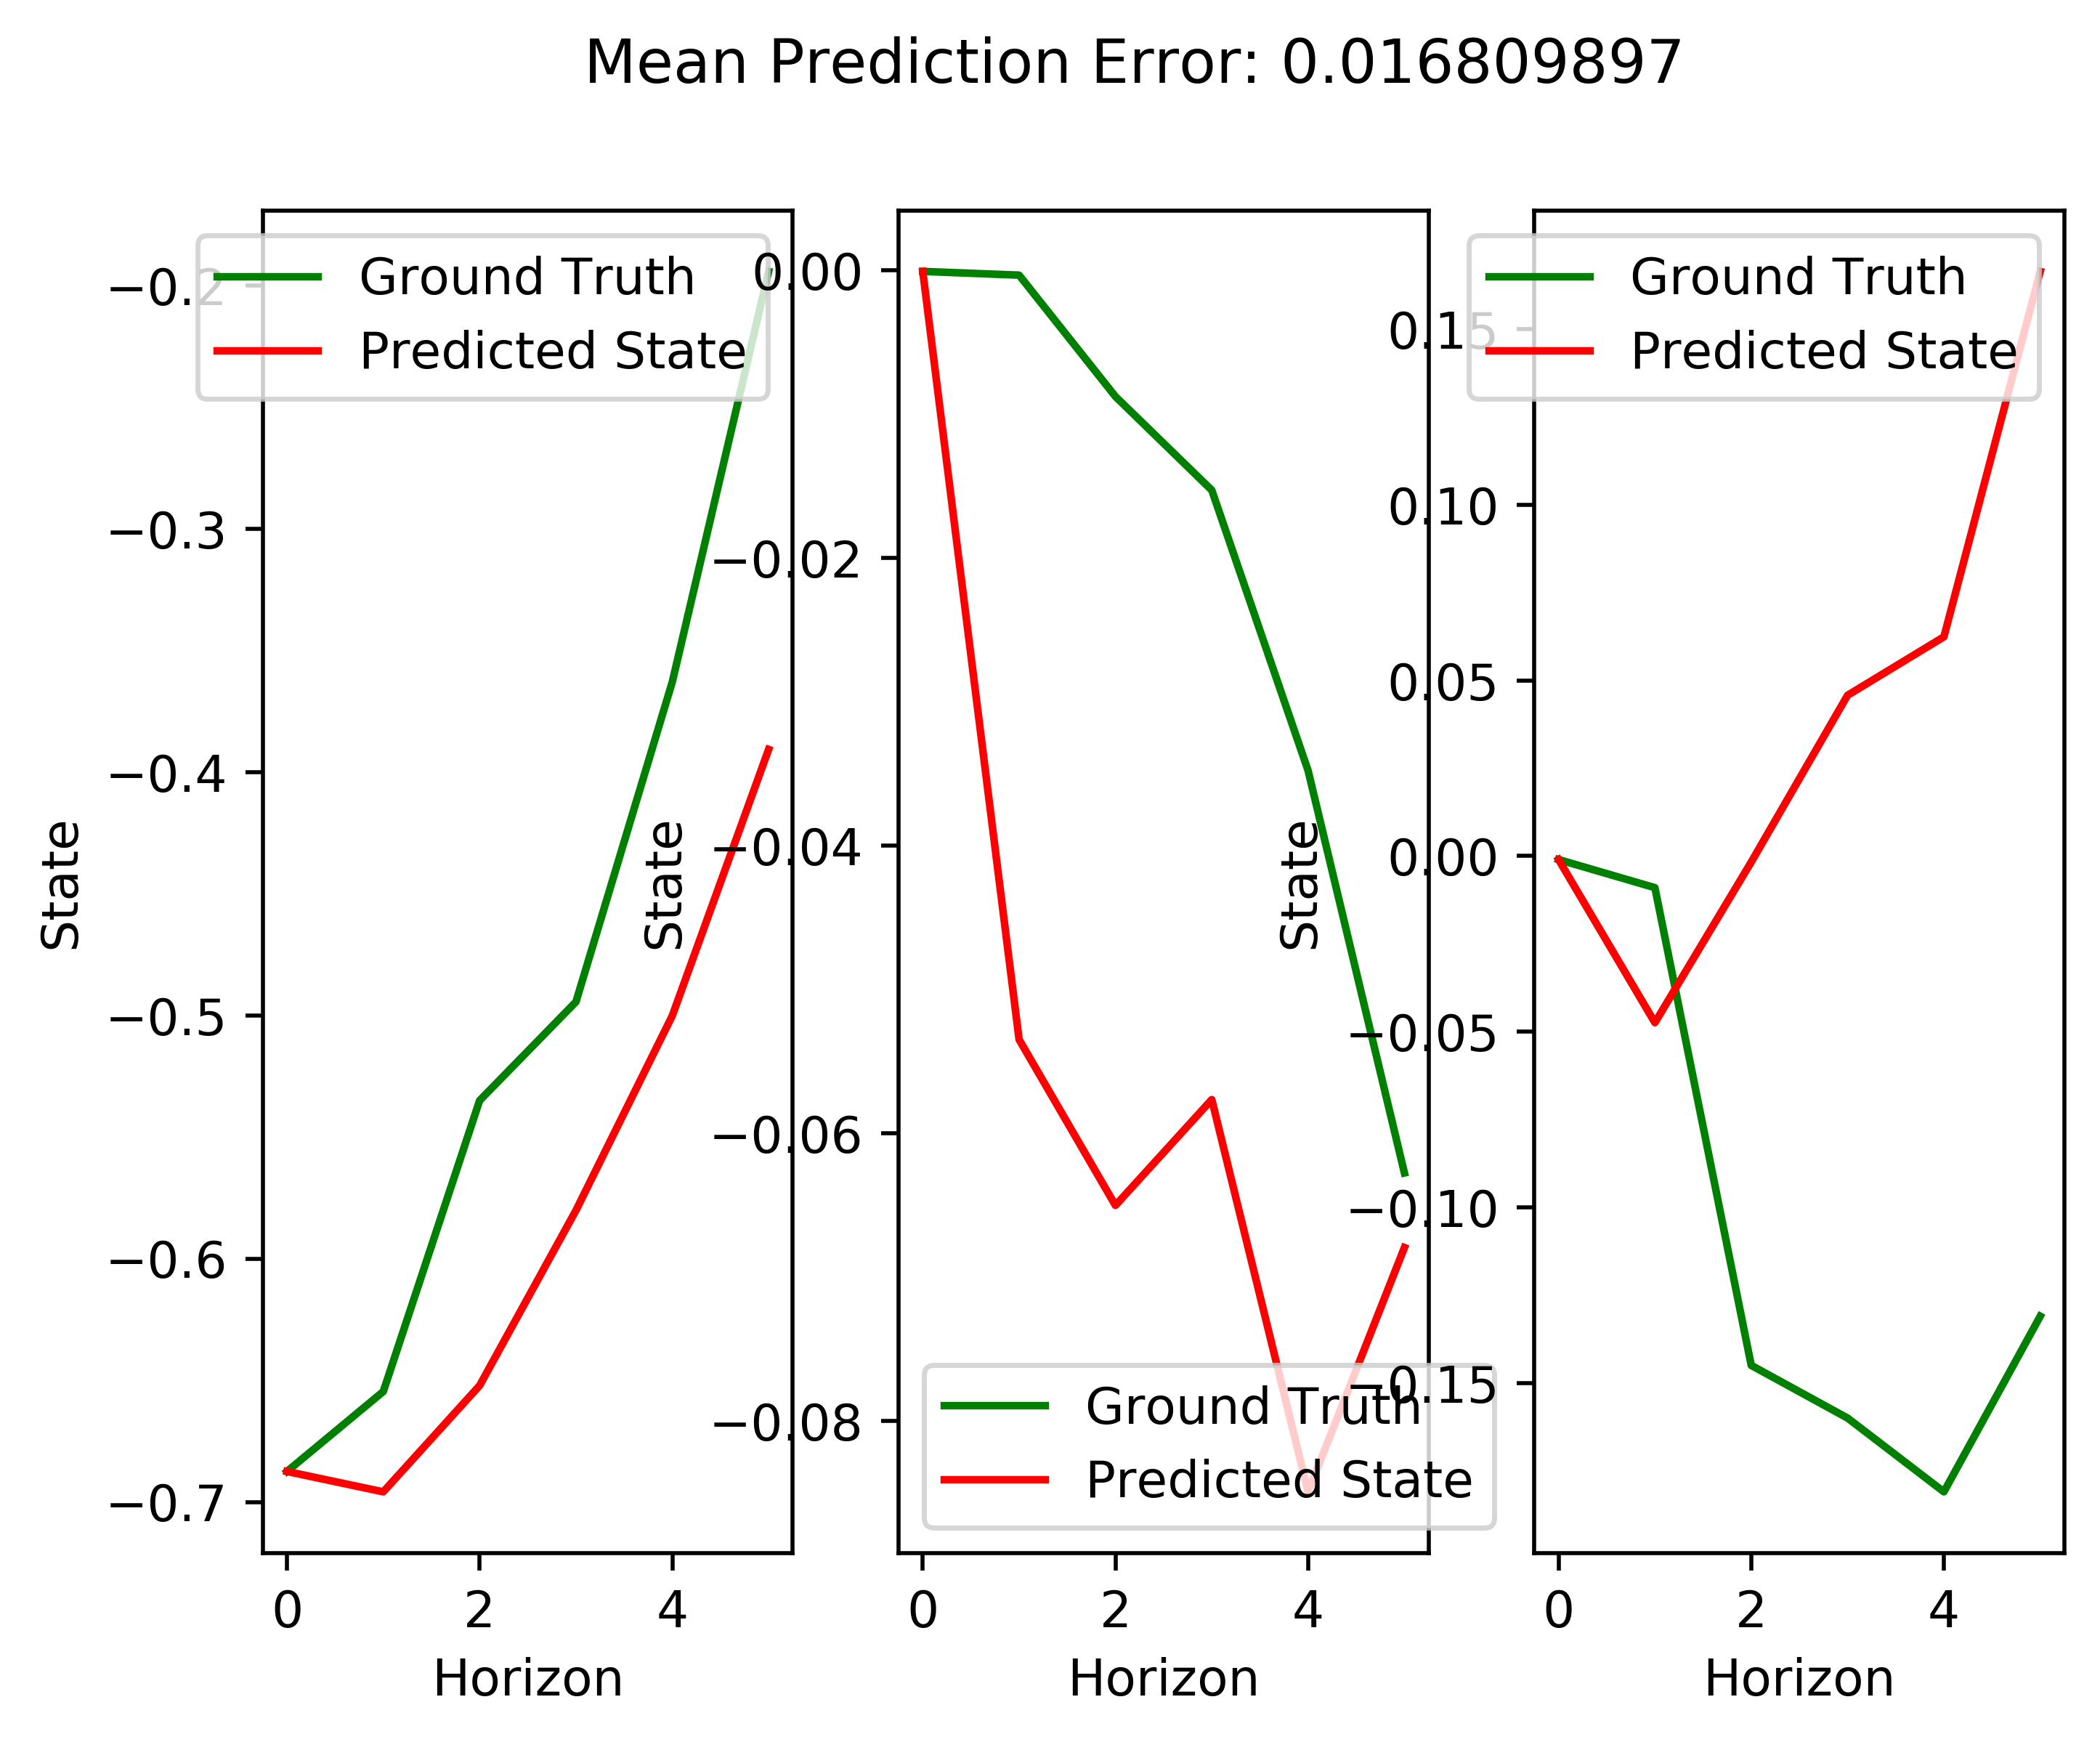 Mean Prediction Error: 0.016809897
Ground Truth
Predicted State
−0.2
−0.3
−0.4
−0.5
−0.6
−0.7
State
0 2 4
Horizon
0.00
−0.02
−0.04
−0.06
−0.08
State
Ground Truth
Predicted State
0 2 4
Horizon
Ground Truth
Predicted State
0.15
0.10
0.05
0.00
−0.05
−0.10
−0.15
State
0 2 4
Horizon